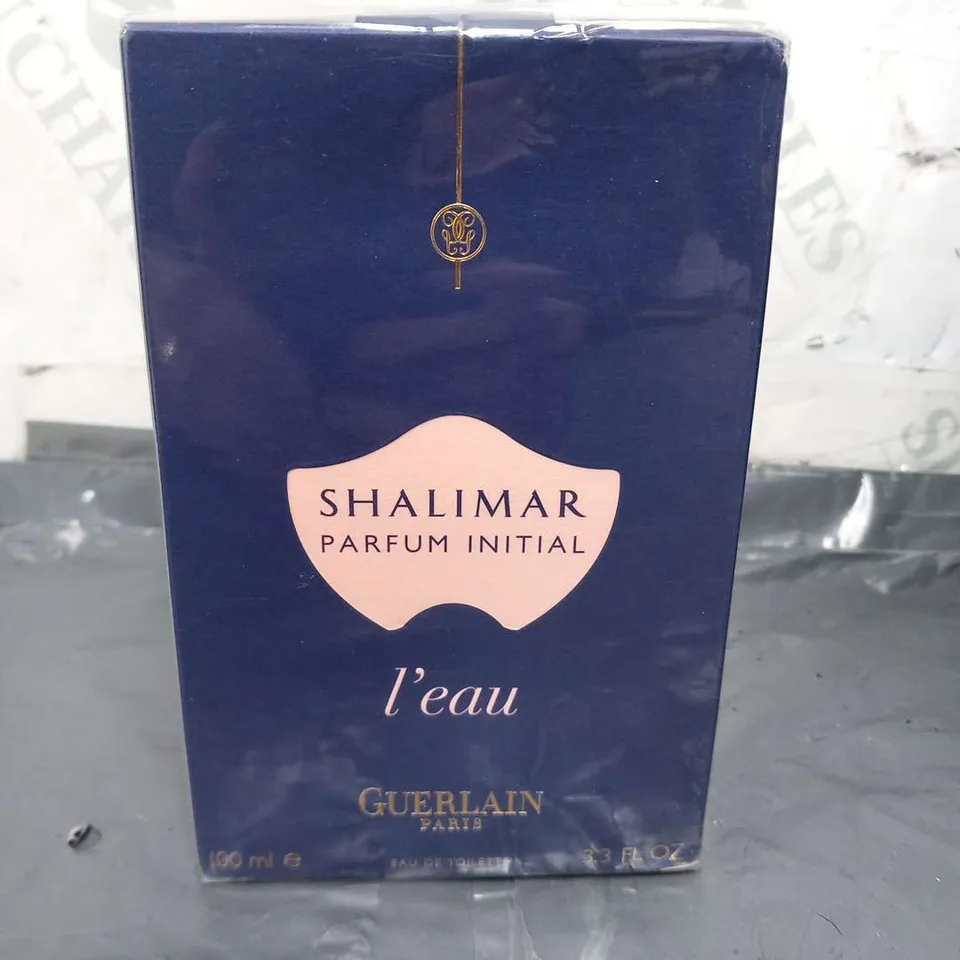 SHALIMAR
PARFUM INITIAL
l'eau
GUERLAIN
PARIS
100 ml e
EAU DE TOILETTE
3.3 FL OZ